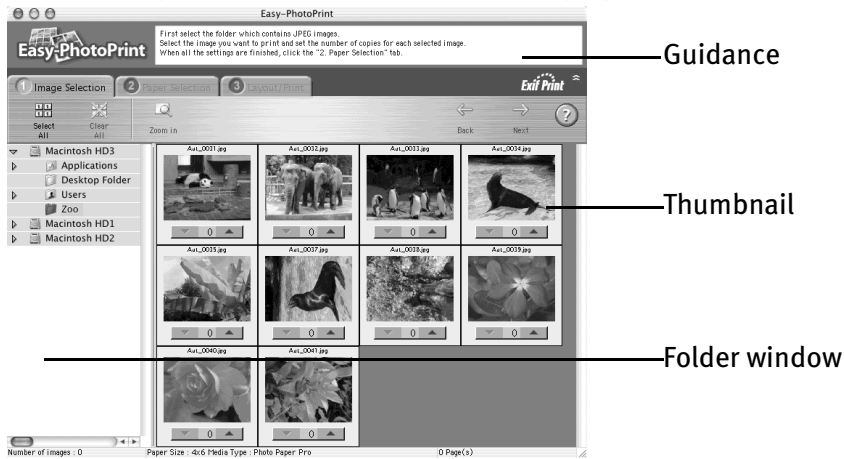 Easy-PhotoPrint
Easy-PhotoPrint
First select the folder which contains JPEG images.
Select the image you want to print and set the number of copies for each selected image.
When all the settings are finished, click the "2. Paper Selection" tab.
Guidance
1 Image Selection
2 Paper Selection
3 Layout/Print
Exif Print
Select All
Clear All
Zoom in
Back
Next
?
Macintosh HD3
Applications
Desktop Folder
Users
Zoo
Macintosh HD1
Macintosh HD2
Aut_0031.jpg
Aut_0032.jpg
Aut_0033.jpg
Aut_0034.jpg
0
0
0
0
Thumbnail
Aut_0035.jpg
Aut_0037.jpg
Aut_0038.jpg
Aut_0039.jpg
0
0
0
0
Folder window
Aut_0040.jpg
Aut_0041.jpg
0
0
Number of images : 0
Paper Size : 4x6 Media Type : Photo Paper Pro
0 Page(s)